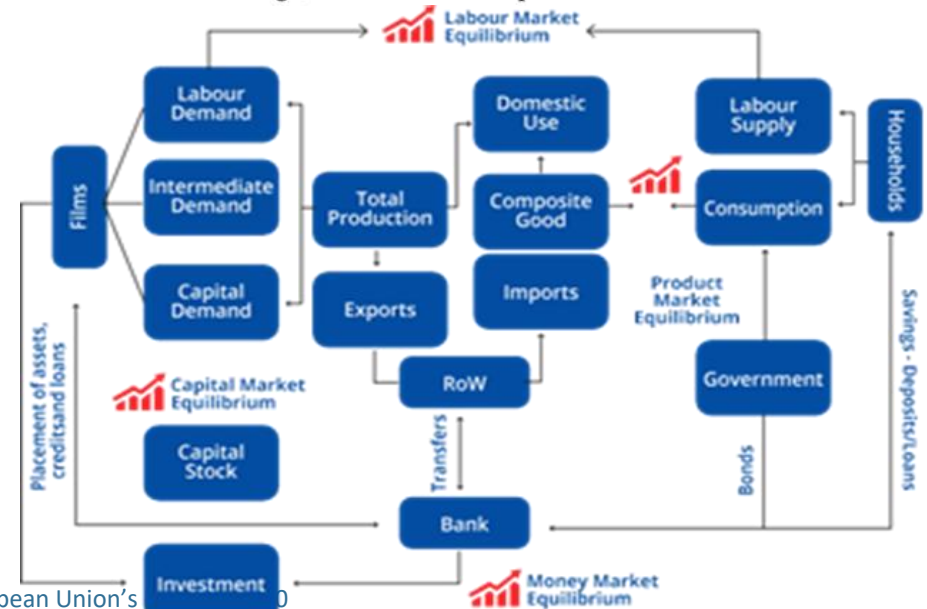 Labour Market
Equilibrium
Labour
Demand
Domestic
Use
Labour
Supply
Households
Films
Intermediate
Demand
Total
Production
Composite
Good
Consumption
Capital
Demand
Exports
Imports
Product
Market
Equilibrium
Savings - Deposits/Loans
Placement of assets,
creditsand loans
Capital Market
Equilibrium
RoW
Government
Capital
Stock
Transfers
Bonds
Bank
Investment
Money Market
Equilibrium
pean Union's
0